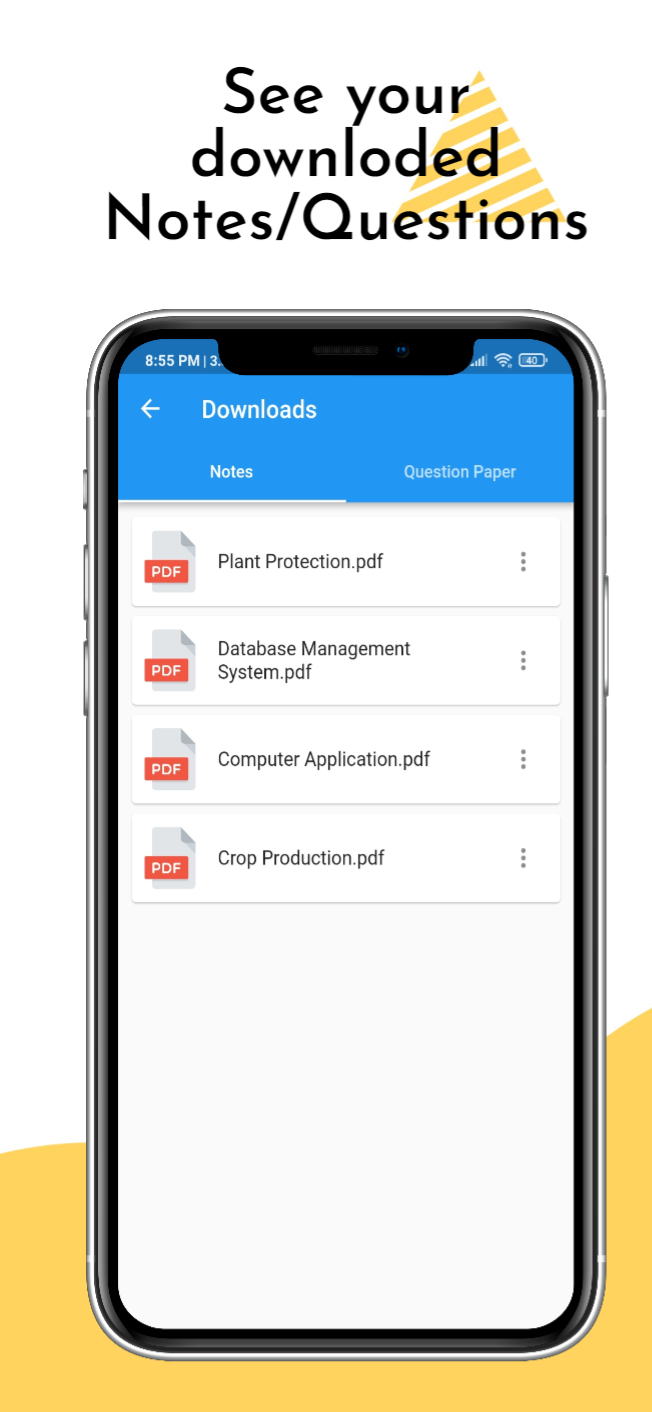 See your
downloded
Notes/Questions
8:55 PM | 3.
40
Downloads
Notes
Question Paper
PDF
Plant Protection.pdf
PDF
Database Management
System.pdf
PDF
Computer Application.pdf
PDF
Crop Production.pdf